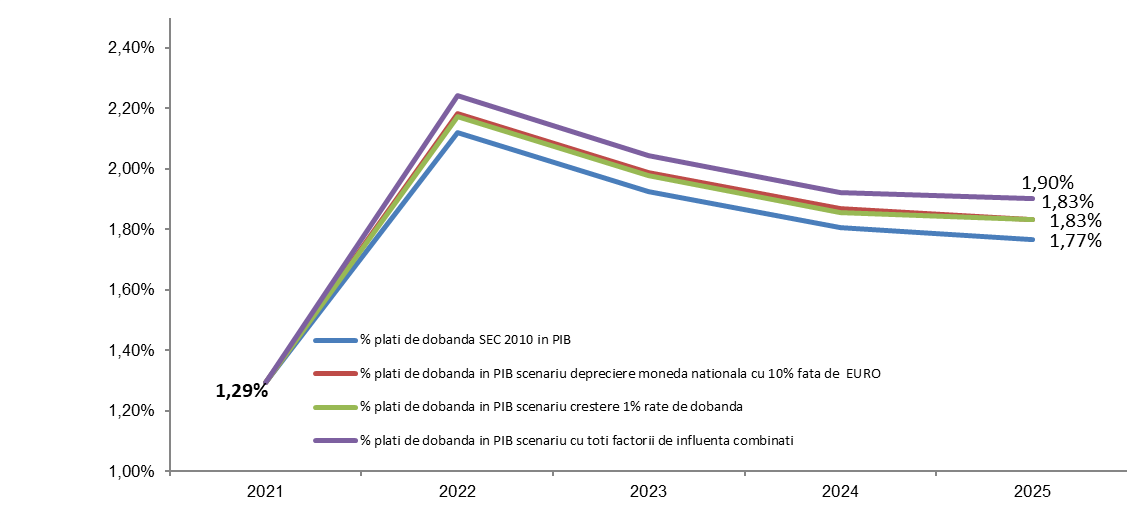 2,40%
2,20%
2,00%
1,80%
1,60%
1,40%
1,20%
1,00%
1,90%
1,83%
1,83%
1,77%
1,29%
% plati de dobanda SEC 2010 in PIB
% plati de dobanda in PIB scenariu depreciere moneda nationala cu 10% fata de EURO
% plati de dobanda in PIB scenariu crestere 1% rate de dobanda
% plati de dobanda in PIB scenariu cu toti factorii de influenta combinati
2021 2022 2023 2024 2025